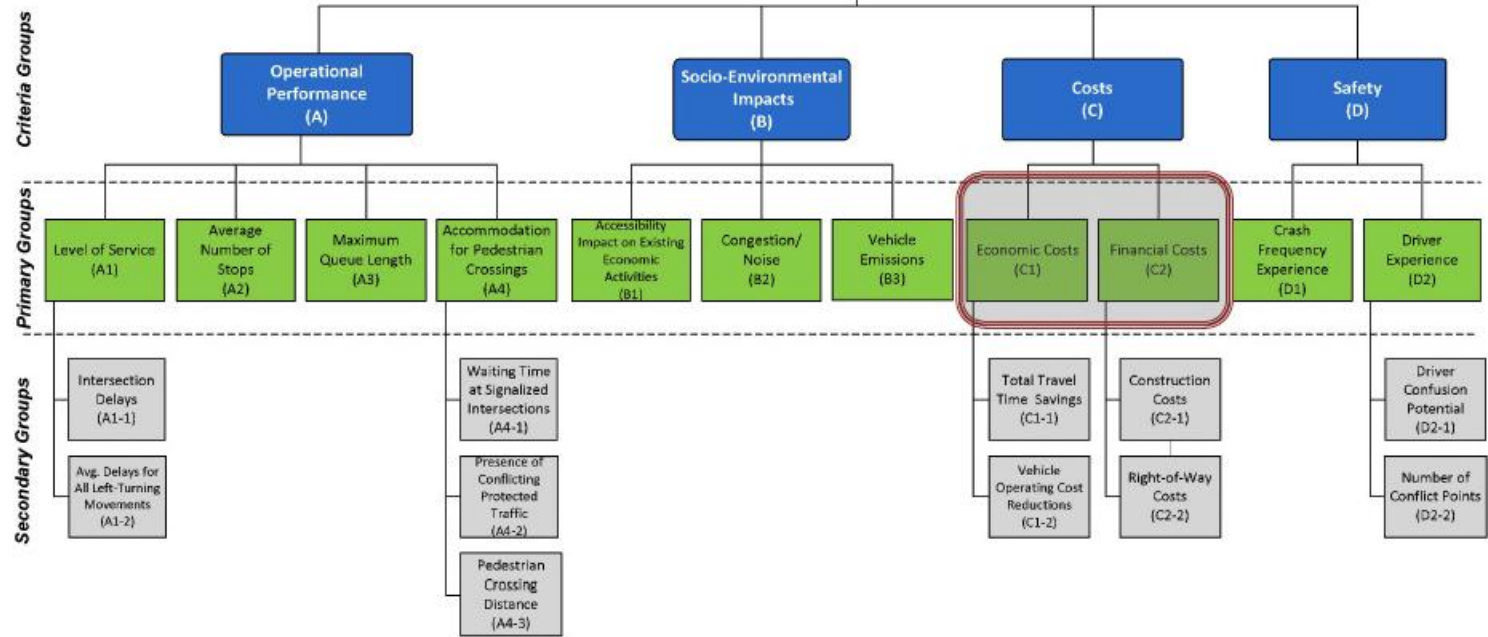 Criteria Groups
Operational
Performance
(A)
Socio-Environmental
Impacts
(B)
Costs
(C)
Safety
(D)
Primary Groups
Level of Service
(A1)
Average
Number of
Stops
(A2)
Maximum
Queue Length
(A3)
Accommodation
for Pedestrian
Crossings
(A4)
Accessibility
Impact on Existing
Economic
Activities
(B1)
Congestion/
Noise
(B2)
Vehicle
Emissions
(B3)
Economic Costs
(C1)
Financial Costs
(C2)
Crash
Frequency
Experience
(D1)
Driver
Experience
(D2)
Secondary Groups
Intersection
Delays
(A1-1)
Avg. Delays for
All Left-Turning
Movements
(A1-2)
Waiting Time
at Signalized
Intersections
(A4-1)
Presence of
Conflicting
Protected
Traffic
(A4-2)
Pedestrian
Crossing
Distance
(A4-3)
Total Travel
Time Savings
(C1-1)
Vehicle
Operating Cost
Reductions
(C1-2)
Construction
Costs
(C2-1)
Right-of-Way
Costs
(C2-2)
Driver
Confusion
Potential
(D2-1)
Number of
Conflict Points
(D2-2)